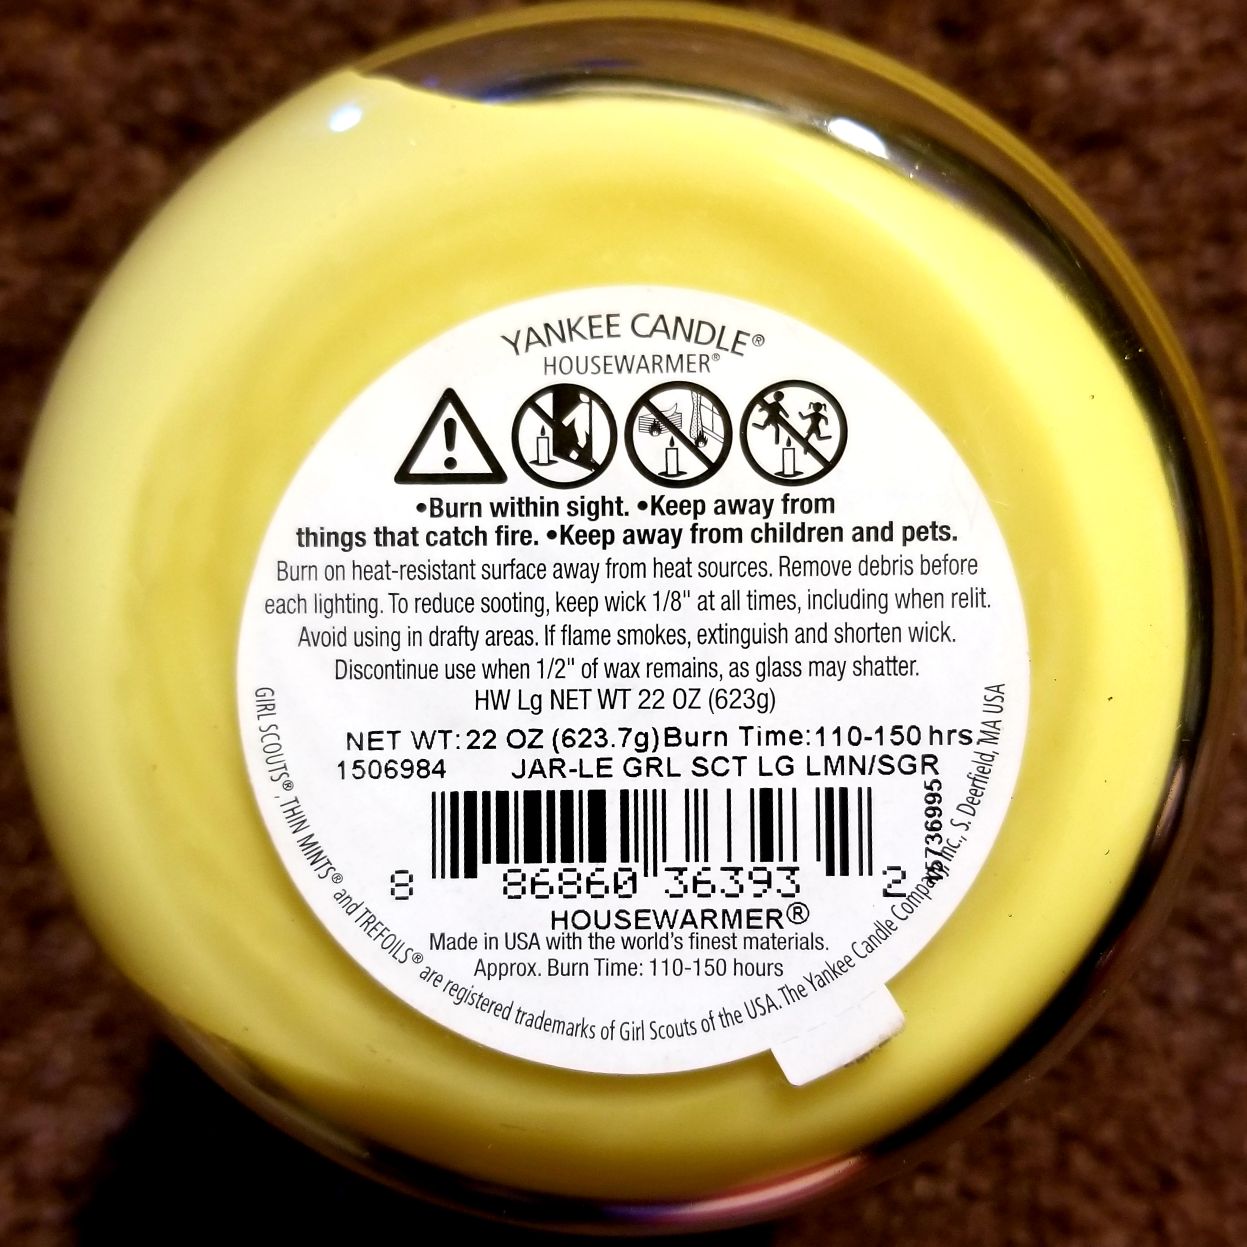 YANKEE CANDLE®
HOUSEWARMER®
•Burn within sight. •Keep away from
things that catch fire. •Keep away from children and pets.
Burn on heat-resistant surface away from heat sources. Remove debris before
each lighting. To reduce sooting, keep wick 1/8" at all times, including when relit.
Avoid using in drafty areas. If flame smokes, extinguish and shorten wick.
Discontinue use when 1/2" of wax remains, as glass may shatter.
HW Lg NET WT 22 OZ (623g)
NET WT: 22 OZ (623.7g) Burn Time: 110-150 hrs.
1506984 JAR-LE GRL SCT LG LMN/SGR
8 86860 36393 2
HOUSEWARMER®
Made in USA with the world's finest materials.
Approx. Burn Time: 110-150 hours
GIRL SCOUTS®, THIN MINTS® and TREFOILS® are registered trademarks of Girl Scouts of the USA. The Yankee Candle Company, Inc., S. Deerfield, MA USA